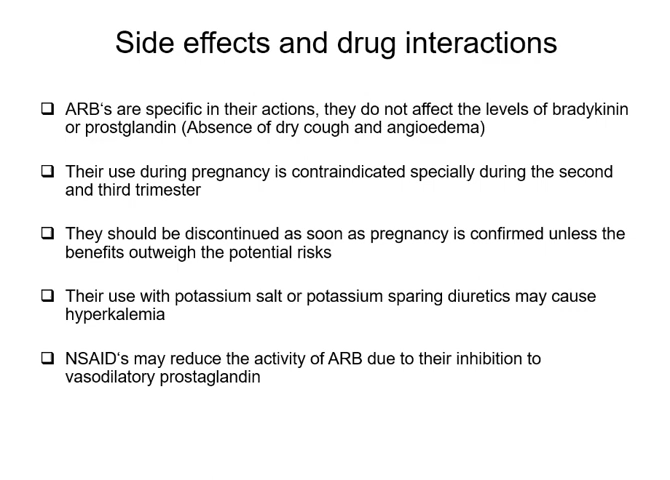 Side effects and drug interactions
❑ ARB‘s are specific in their actions, they do not affect the levels of bradykinin
or prostglandin (Absence of dry cough and angioedema)
❑ Their use during pregnancy is contraindicated specially during the second
and third trimester
❑ They should be discontinued as soon as pregnancy is confirmed unless the
benefits outweigh the potential risks
❑ Their use with potassium salt or potassium sparing diuretics may cause
hyperkalemia
❑ NSAID‘s may reduce the activity of ARB due to their inhibition to
vasodilatory prostaglandin